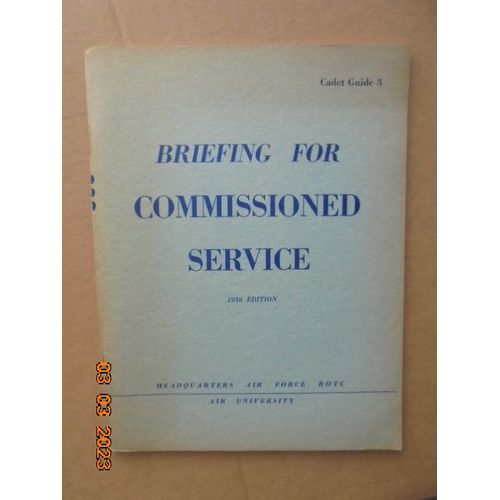 Cadet Guide 3
BRIEFING FOR
COMMISSIONED
SERVICE
1956 EDITION
HEADQUARTERS AIR FORCE ROTC
AIR UNIVERSITY
03 03 2023